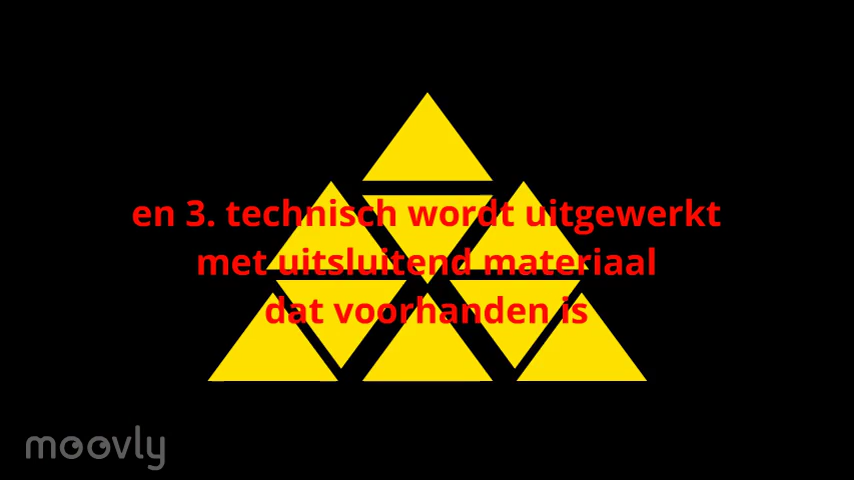 en 3. technisch wordt uitgewerkt
met uitsluitend materiaal
dat voorhanden is
moovly